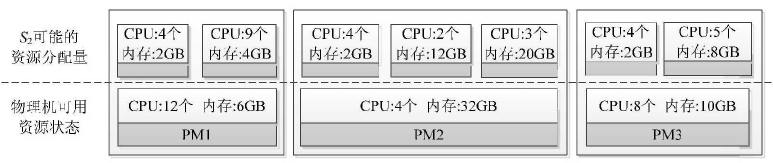 S₂可能的
资源分配量
CPU:4个
内存:2GB
CPU:9个
内存:4GB
CPU:4个
内存:2GB
CPU:2个
内存:12GB
CPU:3个
内存:20GB
CPU:4个
内存:2GB
CPU:5个
内存:8GB
物理机可用
资源状态
CPU:12个 内存:6GB
PM1
CPU:4个 内存:32GB
PM2
CPU:8个 内存:10GB
PM3